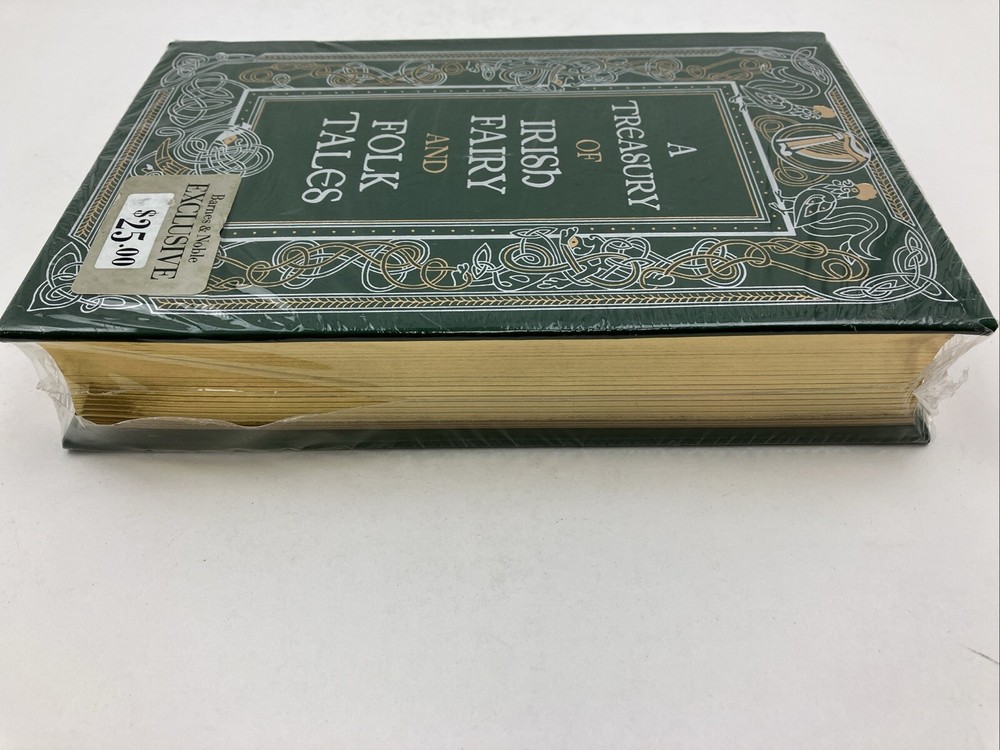 A
TREASURY
OF
IRISh
FAIRY
AND
FOLK
TALES
Barnes & Noble
EXCLUSIVE
$25.00